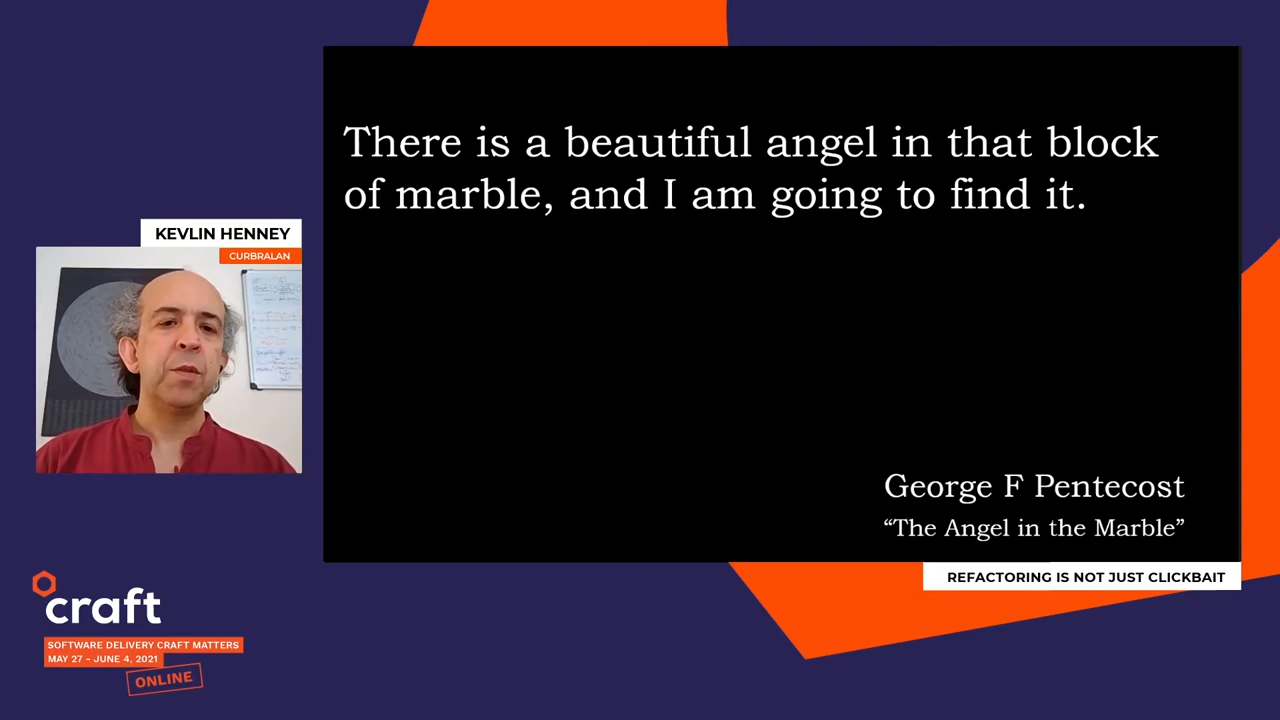 There is a beautiful angel in that block
of marble, and I am going to find it.
George F Pentecost
“The Angel in the Marble”
KEVLIN HENNEY
CURBRALAN
REFACTORING IS NOT JUST CLICKBAIT
craft
SOFTWARE DELIVERY CRAFT MATTERS
MAY 27 - JUNE 4, 2021
ONLINE